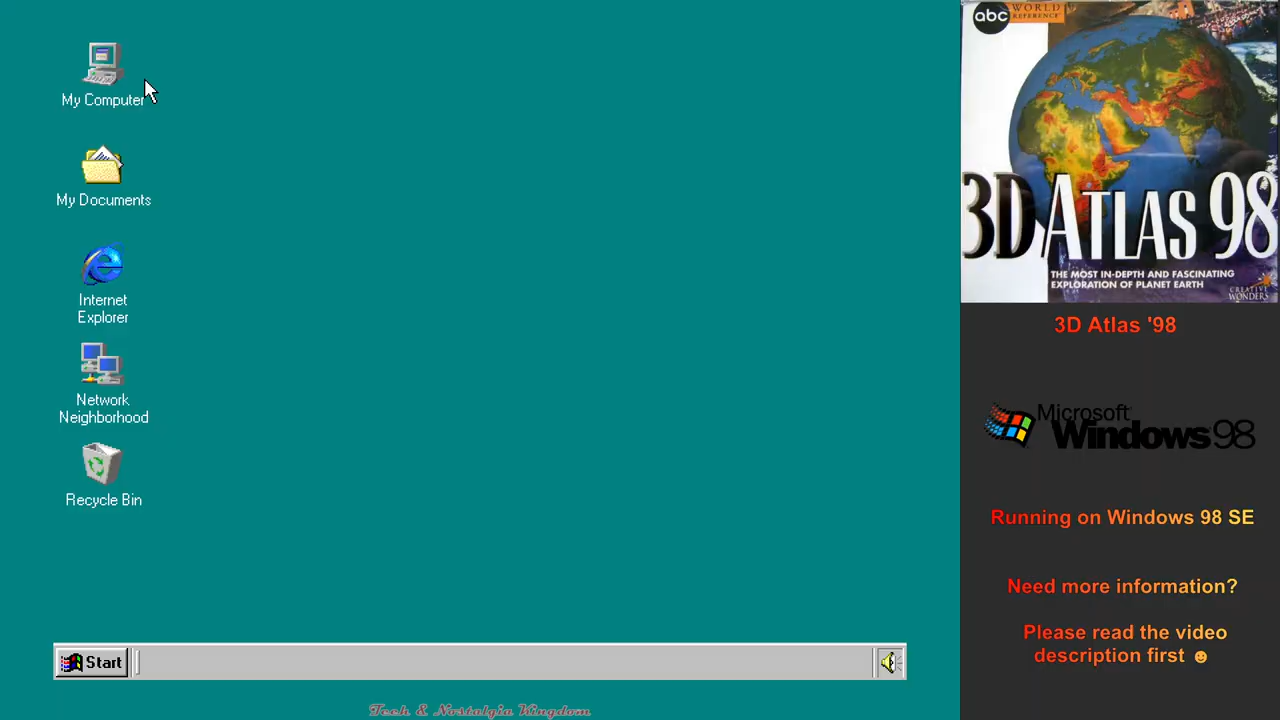 My Computer
My Documents
Internet
Explorer
Network
Neighborhood
Recycle Bin
Start
Tech & Nostalgia Kingdom
abc
WORLD
REFERENCE
3D ATLAS 98
THE MOST IN-DEPTH AND FASCINATING
EXPLORATION OF PLANET EARTH
CREATIVE
WONDERS
3D Atlas '98
Microsoft
Windows 98
Running on Windows 98 SE
Need more information?
Please read the video
description first ☻